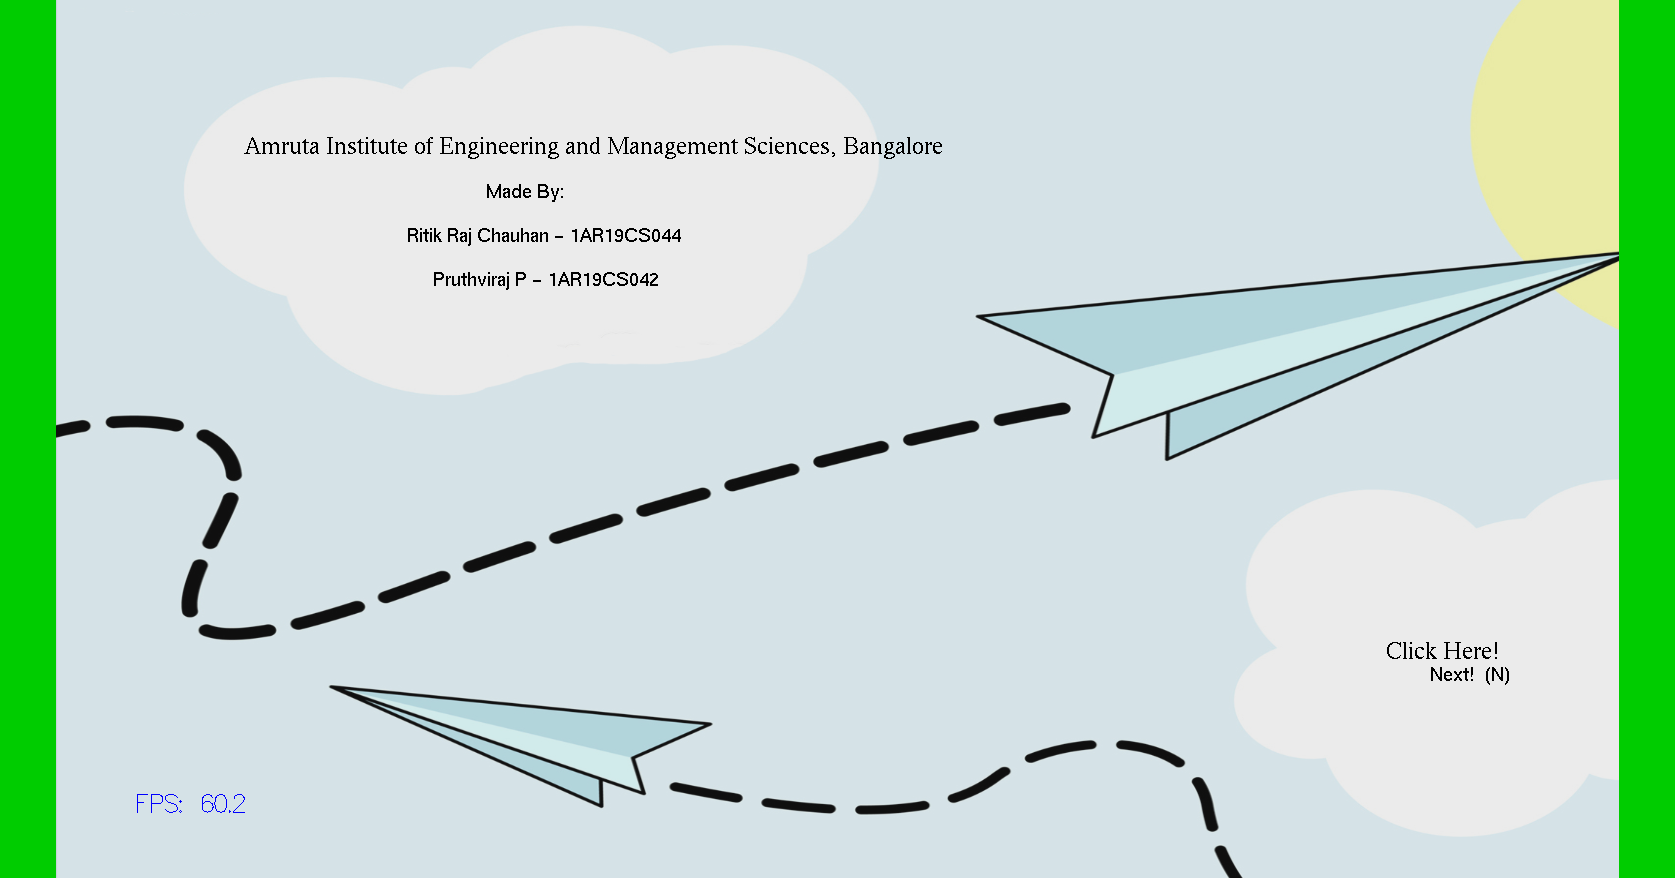 Amruta Institute of Engineering and Management Sciences, Bangalore
Made By:
Ritik Raj Chauhan - 1AR19CS044
Pruthviraj P - 1AR19CS042
Click Here!
Next! (N)
FPS: 60.2